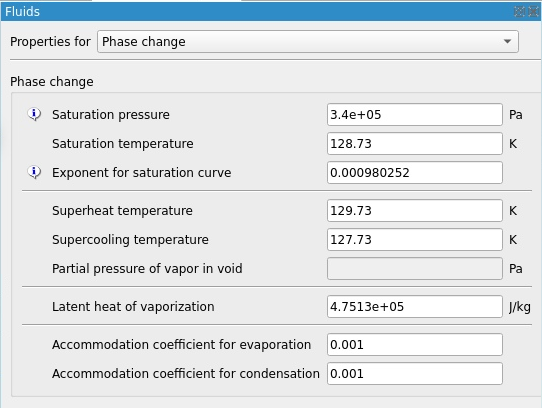 Fluids
Properties for Phase change
Phase change
Saturation pressure 3.4e+05 Pa
Saturation temperature 128.73 K
Exponent for saturation curve 0.000980252
Superheat temperature 129.73 K
Supercooling temperature 127.73 K
Partial pressure of vapor in void Pa
Latent heat of vaporization 4.7513e+05 J/kg
Accommodation coefficient for evaporation 0.001
Accommodation coefficient for condensation 0.001